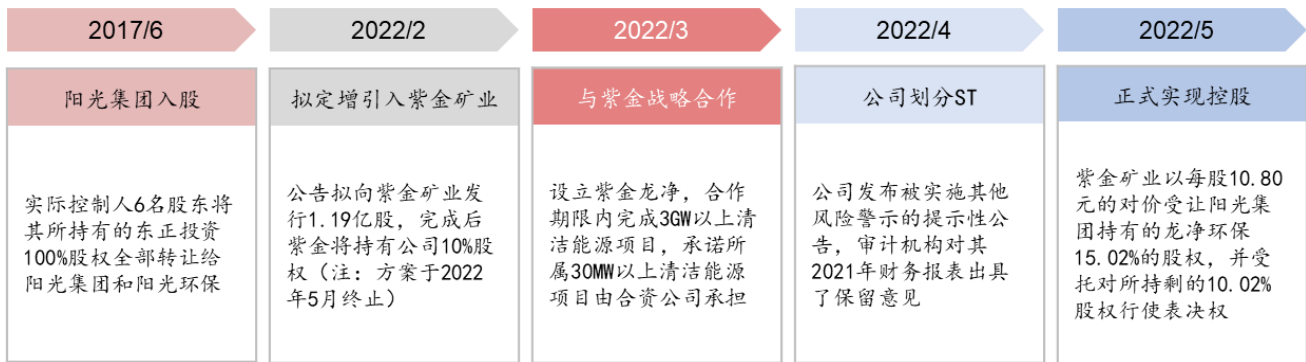 2017/6
2022/2
2022/3
2022/4
2022/5
阳光集团入股
拟定增引入紫金矿业
与紫金战略合作
公司划分ST
正式实现控股
实际控制人6名股东将
其所持有的东正投资
100%股权全部转让给
阳光集团和阳光环保
公告拟向紫金矿业发
行1.19亿股，完成后
紫金将持有公司10%股
权（注：方案于2022
年5月终止）
设立紫金龙净，合作
期限内完成3GW以上清
洁能源项目，承诺所
属30MW以上清洁能源
项目由合资公司承担
公司发布被实施其他
风险警示的提示性公
告，审计机构对其
2021年财务报表出具
了保留意见
紫金矿业以每股10.80
元的对价受让阳光集
团持有的龙净环保
15.02%的股权，并受
托对所持剩的10.02%
股权行使表决权